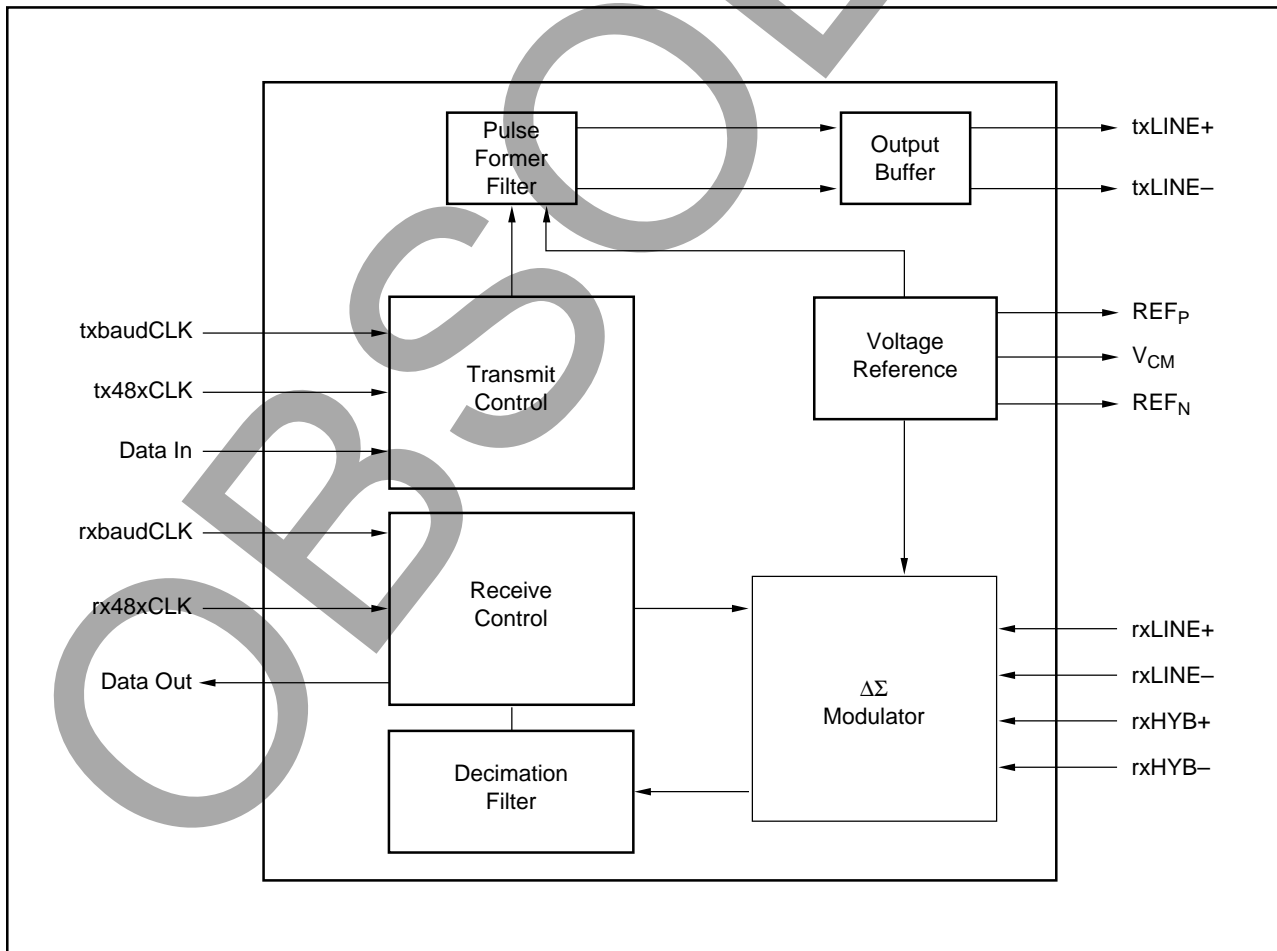 Pulse
Former
Filter
Output
Buffer
txLINE+
txLINE–
txbaudCLK
tx48xCLK
Data In
Transmit
Control
Voltage
Reference
REFP
VCM
REFN
rxbaudCLK
rx48xCLK
Data Out
Receive
Control
ΔΣ
Modulator
rxLINE+
rxLINE–
rxHYB+
rxHYB–
Decimation
Filter
OBSOL